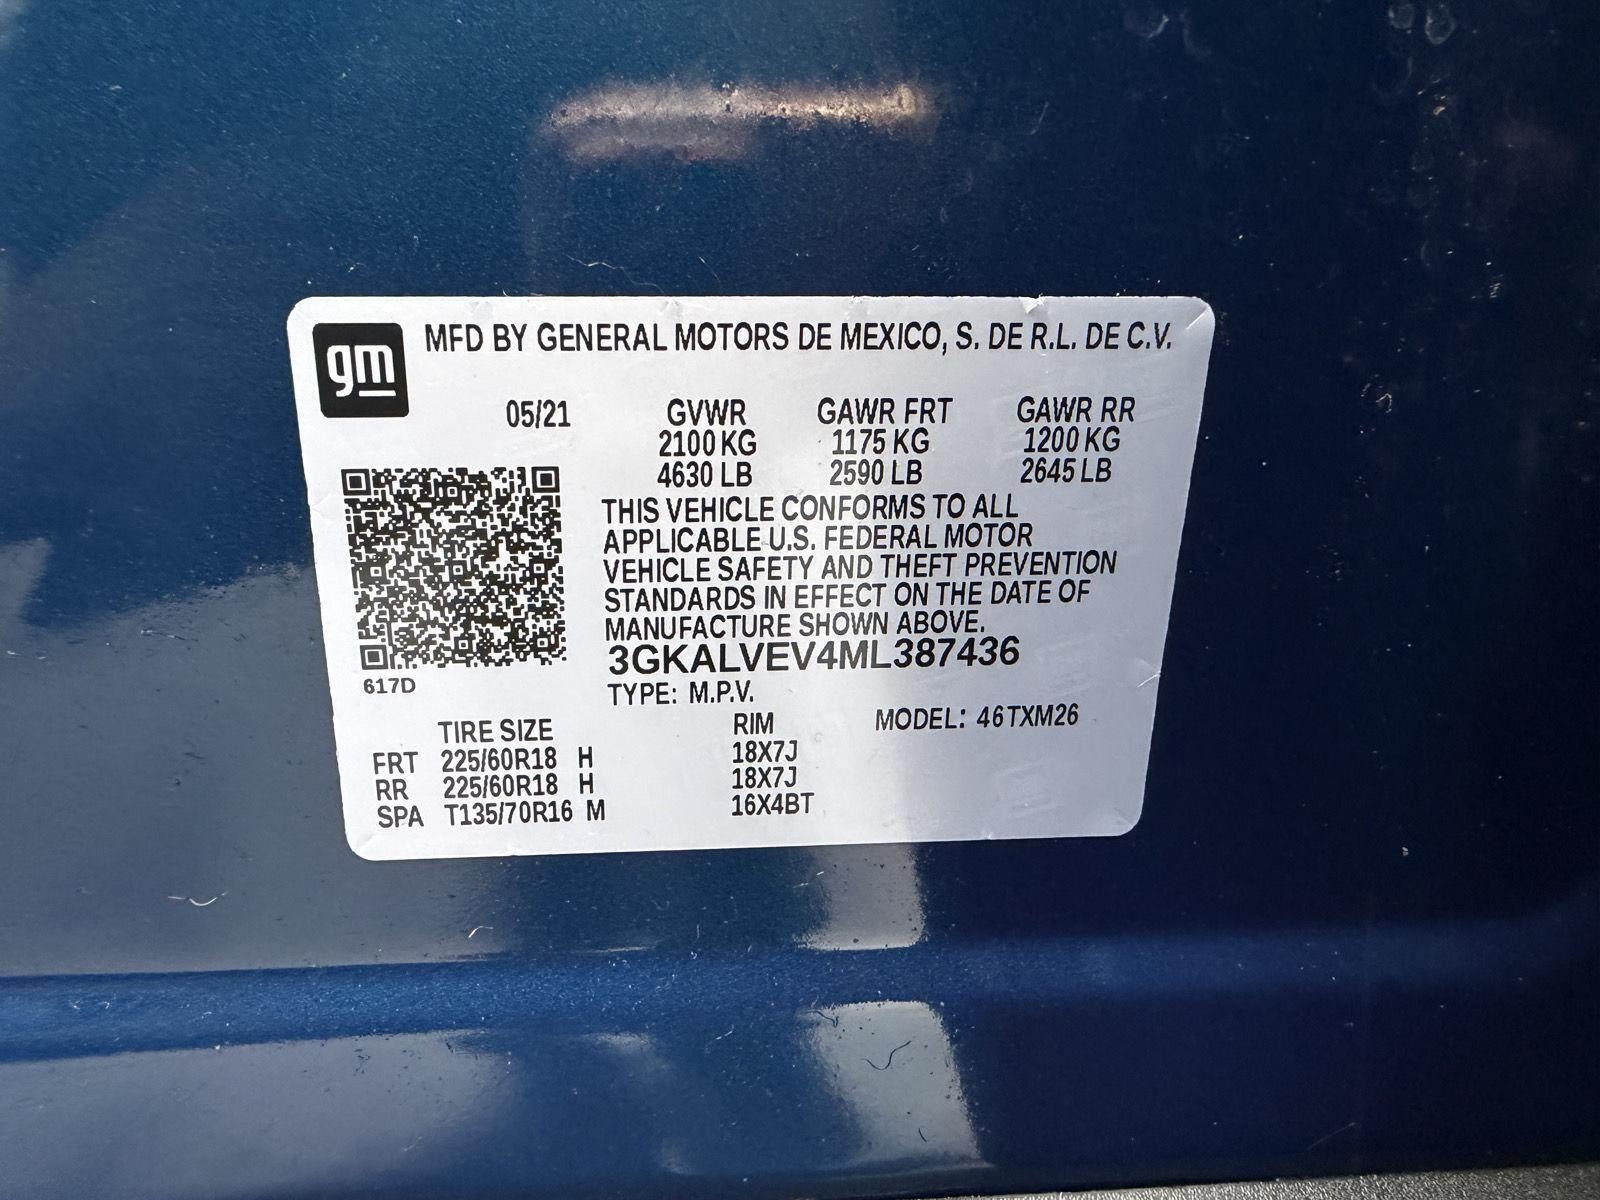 gm
MFD BY GENERAL MOTORS DE MEXICO, S. DE R.L. DE C.V.
05/21 GVWR GAWR FRT GAWR RR
2100 KG 1175 KG 1200 KG
4630 LB 2590 LB 2645 LB
THIS VEHICLE CONFORMS TO ALL
APPLICABLE U.S. FEDERAL MOTOR
VEHICLE SAFETY AND THEFT PREVENTION
STANDARDS IN EFFECT ON THE DATE OF
MANUFACTURE SHOWN ABOVE.
3GKALVEV4ML387436
617D
TYPE: M.P.V.
TIRE SIZE RIM MODEL: 46TXM26
FRT 225/60R18 H 18X7J
RR 225/60R18 H 18X7J
SPA T135/70R16 M 16X4BT